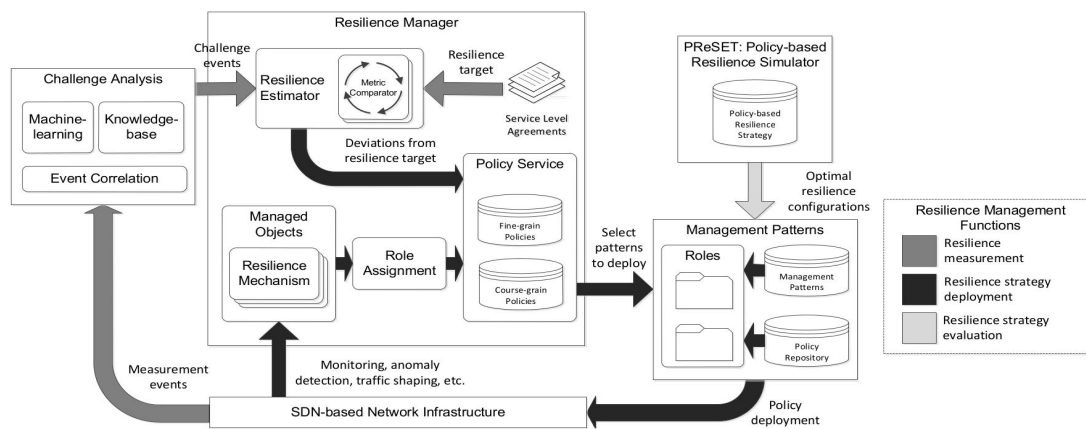 Resilience Manager
Challenge
events
Resilience
target
Challenge Analysis
Machine-
learning
Knowledge-
base
Event Correlation
Resilience
Estimator
Metric
Comparator
Service Level
Agreements
Deviations from
resilience target
Policy Service
Fine-grain
Policies
Course-grain
Policies
Managed
Objects
Resilience
Mechanism
Role
Assignment
PReSET: Policy-based
Resilience Simulator
Policy-based
Resilience
Strategy
Optimal
resilience
configurations
Select
patterns
to deploy
Management Patterns
Roles
Management
Patterns
Policy
Repository
Resilience Management
Functions
Resilience
measurement
Resilience strategy
deployment
Resilience strategy
evaluation
Measurement
events
Monitoring, anomaly
detection, traffic shaping, etc.
Policy
deployment
SDN-based Network Infrastructure